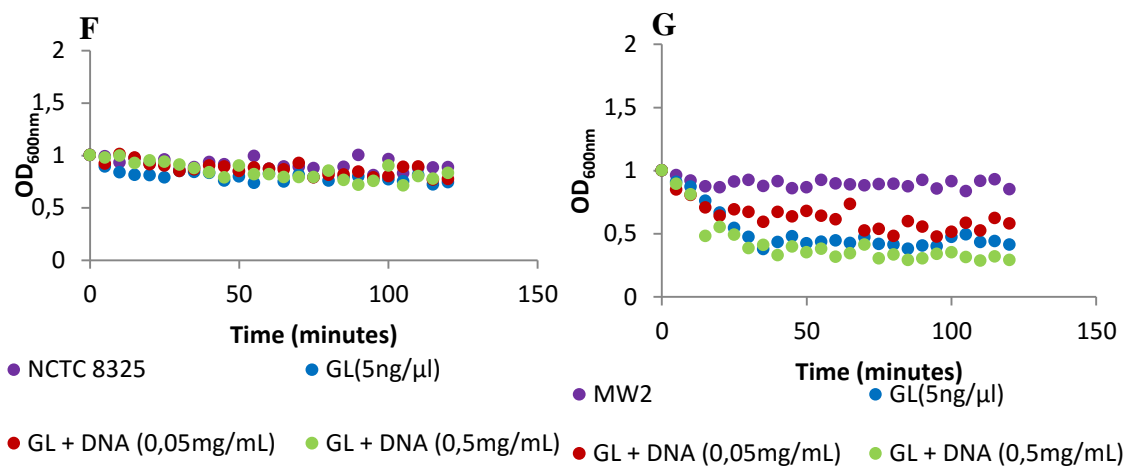 F
2
1,5
1
0,5
0
OD600nm
0 50 100 150
Time (minutes)
NCTC 8325 GL(5ng/µl)
GL + DNA (0,05mg/mL) GL + DNA (0,5mg/mL)
G
2
1,5
1
0,5
0
OD600nm
0 50 100 150
Time (minutes)
MW2 GL(5ng/µl)
GL + DNA (0,05mg/mL) GL + DNA (0,5mg/mL)